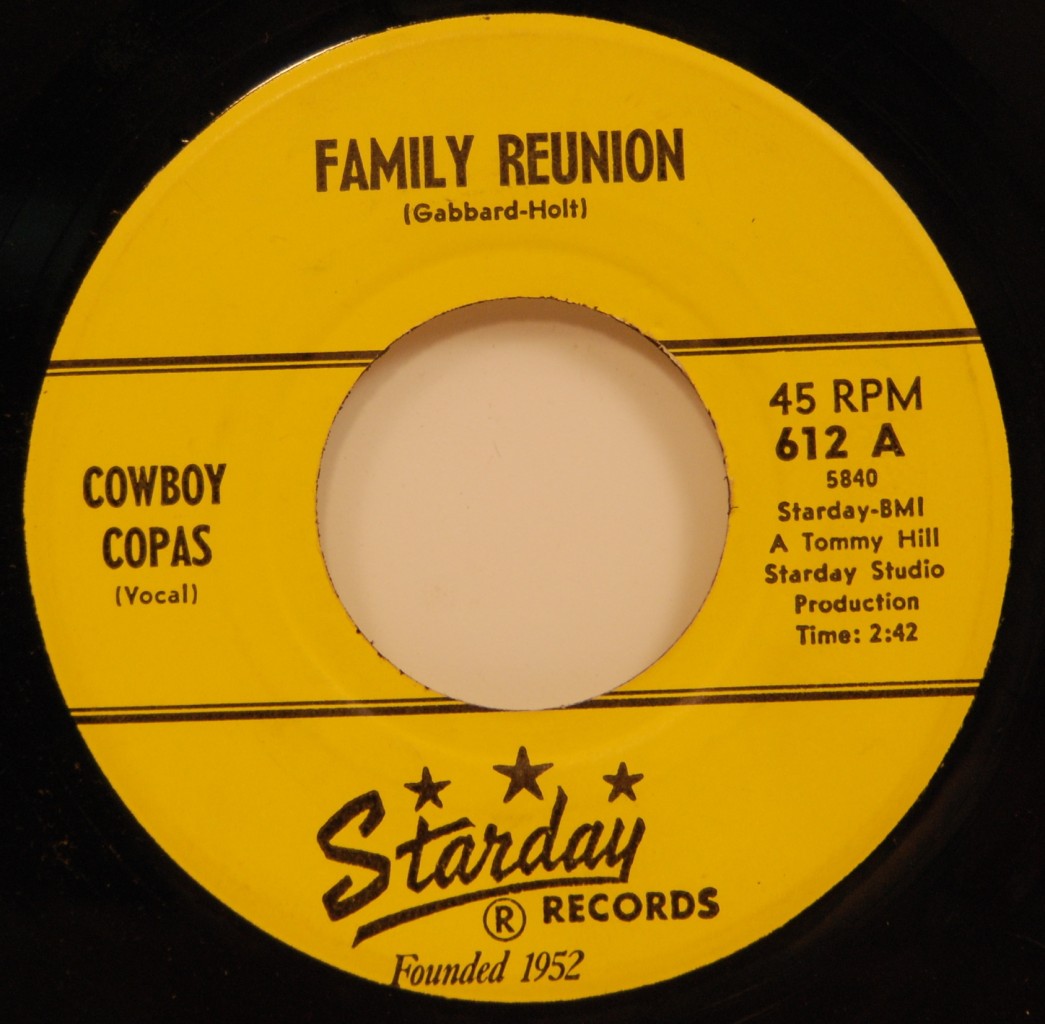 FAMILY REUNION
(Gabbard-Holt)
COWBOY
COPAS
(Vocal)
45 RPM
612 A
5840
Starday-BMI
A Tommy Hill
Starday Studio
Production
Time: 2:42
Starday
® RECORDS
Founded 1952